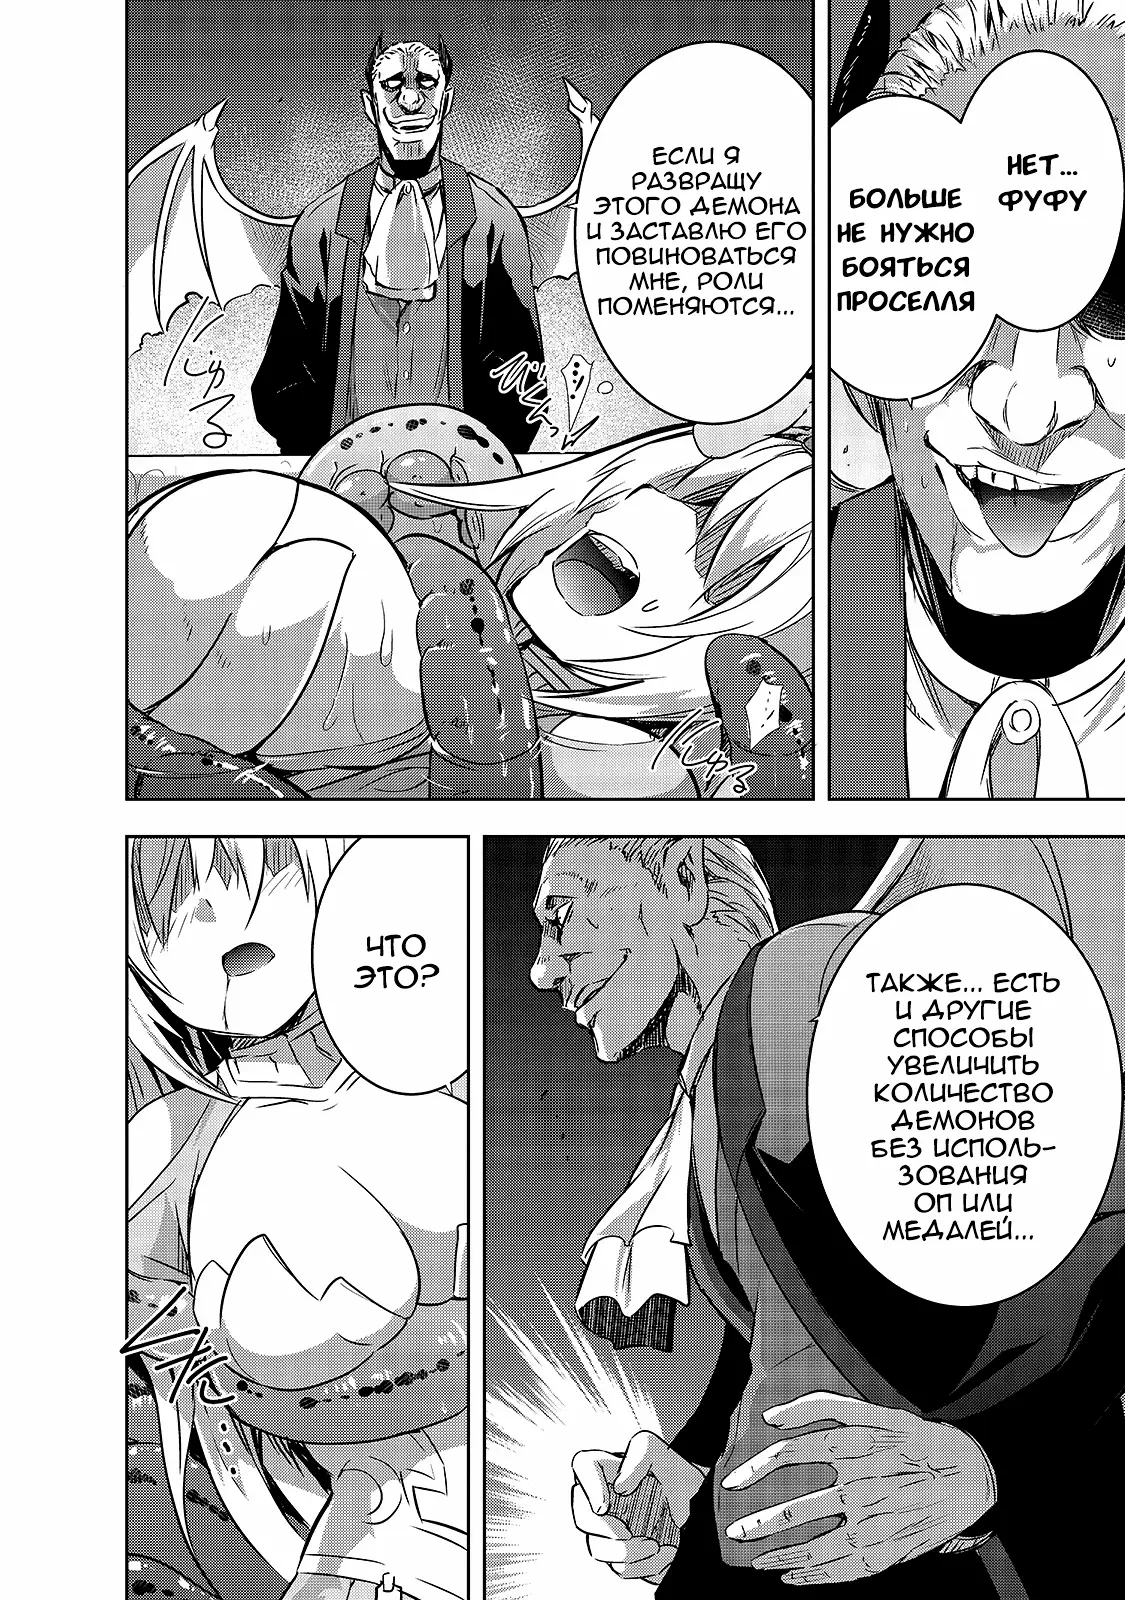 НЕТ...
ФУФУ
БОЛЬШЕ
НЕ НУЖНО
БОЯТЬСЯ
ПРОСЕЛЛЯ
ЕСЛИ Я
РАЗВРАЩУ
ЭТОГО ДЕМОНА
И ЗАСТАВЛЮ ЕГО
ПОВИНОВАТЬСЯ
МНЕ, РОЛИ
ПОМЕНЯЮТСЯ...
ТАКЖЕ... ЕСТЬ
И ДРУГИЕ
СПОСОБЫ
УВЕЛИЧИТЬ
КОЛИЧЕСТВО
ДЕМОНОВ
БЕЗ ИСПОЛЬ-
ЗОВАНИЯ
ОП ИЛИ
МЕДАЛЕЙ...
ЧТО
ЭТО?